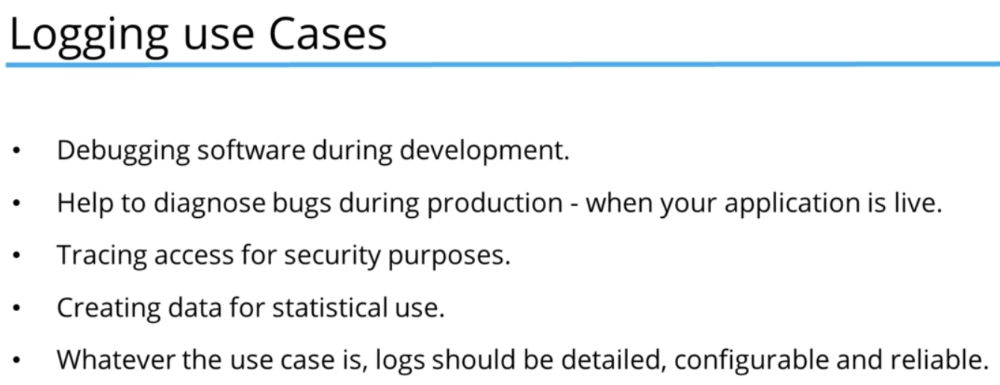 Logging use Cases
• Debugging software during development.
• Help to diagnose bugs during production - when your application is live.
• Tracing access for security purposes.
• Creating data for statistical use.
• Whatever the use case is, logs should be detailed, configurable and reliable.